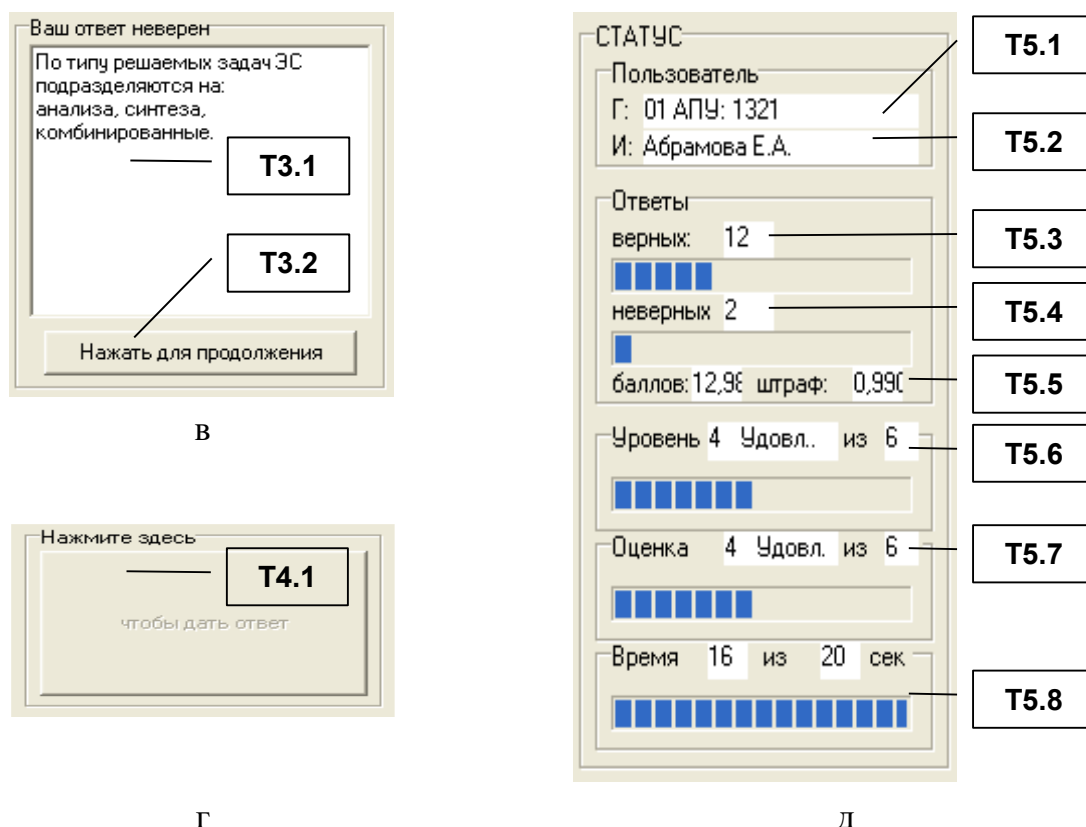 Ваш ответ неверен
По типу решаемых задач ЭС
подразделяются на:
анализа, синтеза,
комбинированные.
Т3.1
Т3.2
Нажать для продолжения
в
Нажмите здесь
Т4.1
чтобы дать ответ
г
СТАТУС
Пользователь
Г: 01 АПУ: 1321
Т5.1
И: Абрамова Е.А.
Т5.2
Ответы
верных: 12
Т5.3
неверных 2
Т5.4
баллов: 12,98 штраф: 0,990
Т5.5
Уровень 4 Удовл.. из 6
Т5.6
Оценка 4 Удовл. из 6
Т5.7
Время 16 из 20 сек
Т5.8
д